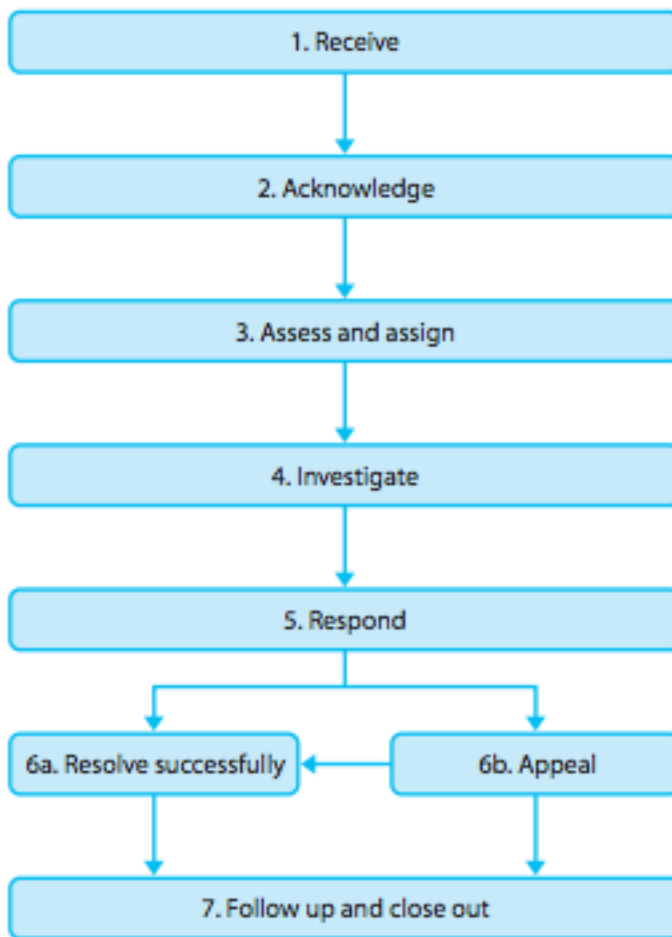 1. Receive
2. Acknowledge
3. Assess and assign
4. Investigate
5. Respond
6a. Resolve successfully
6b. Appeal
7. Follow up and close out